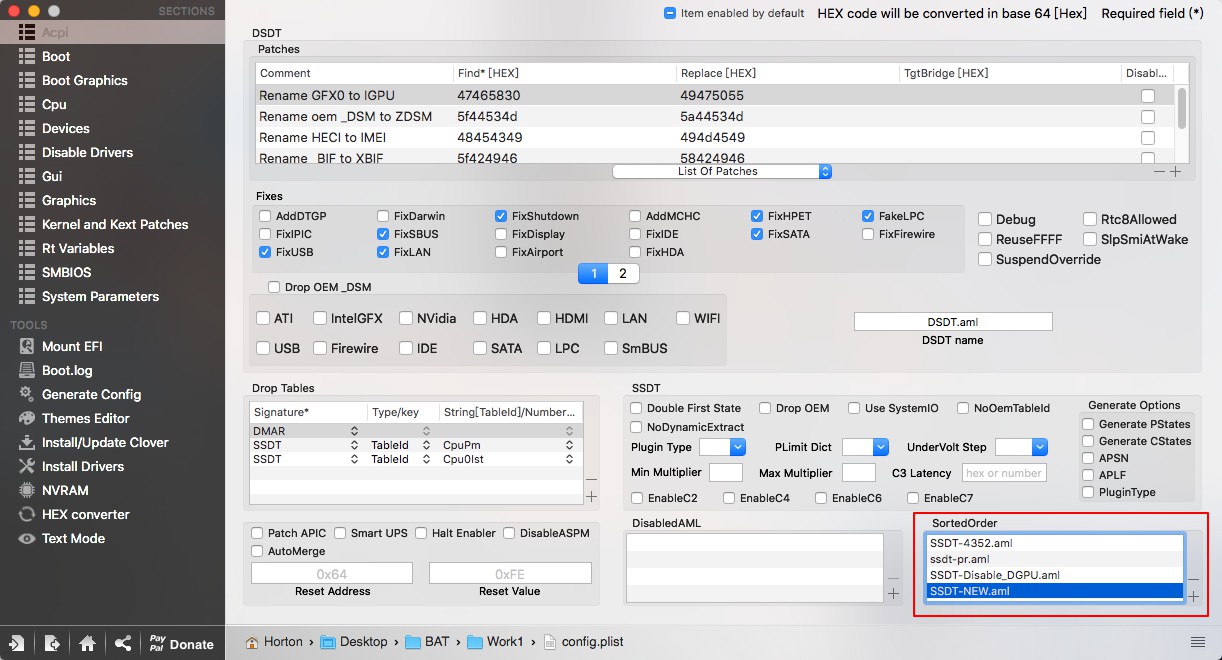 SECTIONS
Acpi
Boot
Boot Graphics
Cpu
Devices
Disable Drivers
Gui
Graphics
Kernel and Kext Patches
Rt Variables
SMBIOS
System Parameters
TOOLS
Mount EFI
Boot.log
Generate Config
Themes Editor
Install/Update Clover
Install Drivers
NVRAM
HEX converter
Text Mode
Pay Pal Donate
Item enabled by default HEX code will be converted in base 64 [Hex] Required field (*)
DSDT
Patches
Comment Find* [HEX] Replace [HEX] TgtBridge [HEX] Disabl...
Rename GFX0 to IGPU 47465830 49475055
Rename oem _DSM to ZDSM 5f44534d 5a44534d
Rename HECI to IMEI 48454349 494d4549
Rename _BIF to XBIF 5f424946 58424946
List Of Patches
Fixes
AddDTGP FixDarwin FixShutdown AddMCHC FixHPET FakeLPC
FixIPIC FixSBUS FixDisplay FixIDE FixSATA FixFirewire
FixUSB FixLAN FixAirport FixHDA
1 2
Debug Rtc8Allowed
ReuseFFFF SlpSmiAtWake
SuspendOverride
Drop OEM _DSM
ATI IntelGFX NVidia HDA HDMI LAN WIFI
USB Firewire IDE SATA LPC SmBUS
DSDT.aml
DSDT name
Drop Tables
Signature* Type/key String[TableId]/Number...
DMAR
SSDT TableId CpuPm
SSDT TableId Cpu0Ist
SSDT
Double First State Drop OEM Use SystemIO NoOemTableId
NoDynamicExtract
Plugin Type PLimit Dict UnderVolt Step
Min Multiplier Max Multiplier C3 Latency hex or number
EnableC2 EnableC4 EnableC6 EnableC7
Generate Options
Generate PStates
Generate CStates
APSN
APLF
PluginType
Patch APIC Smart UPS Halt Enabler DisableASPM
AutoMerge
0x64 0xFE
Reset Address Reset Value
DisabledAML
SortedOrder
SSDT-4352.aml
ssdt-pr.aml
SSDT-Disable_DGPU.aml
SSDT-NEW.aml
Horton › Desktop › BAT › Work1 › config.plist